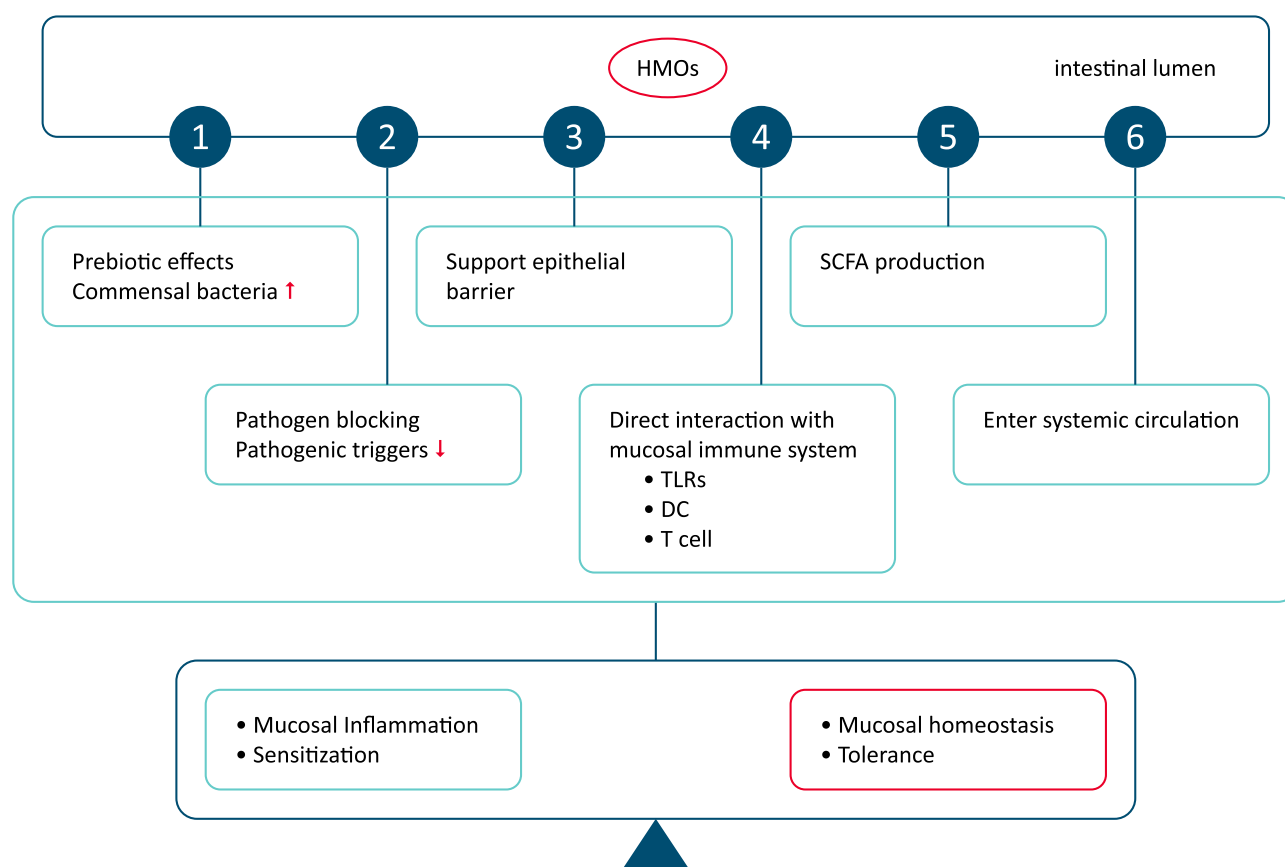 HMOs
intestinal lumen
1
2
3
4
5
6
Prebiotic effects
Commensal bacteria ↑
Support epithelial
barrier
SCFA production
Pathogen blocking
Pathogenic triggers ↓
Direct interaction with
mucosal immune system
• TLRs
• DC
• T cell
Enter systemic circulation
• Mucosal Inflammation
• Sensitization
• Mucosal homeostasis
• Tolerance